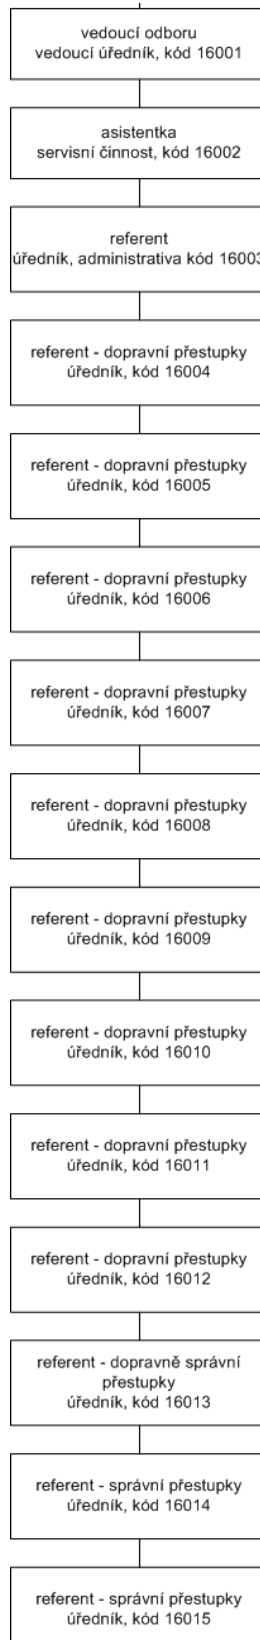 vedoucí odboru
vedoucí úředník, kód 16001
asistentka
servisní činnost, kód 16002
referent
úředník, administrativa kód 16003
referent - dopravní přestupky
úředník, kód 16004
referent - dopravní přestupky
úředník, kód 16005
referent - dopravní přestupky
úředník, kód 16006
referent - dopravní přestupky
úředník, kód 16007
referent - dopravní přestupky
úředník, kód 16008
referent - dopravní přestupky
úředník, kód 16009
referent - dopravní přestupky
úředník, kód 16010
referent - dopravní přestupky
úředník, kód 16011
referent - dopravní přestupky
úředník, kód 16012
referent - dopravně správní
přestupky
úředník, kód 16013
referent - správní přestupky
úředník, kód 16014
referent - správní přestupky
úředník, kód 16015